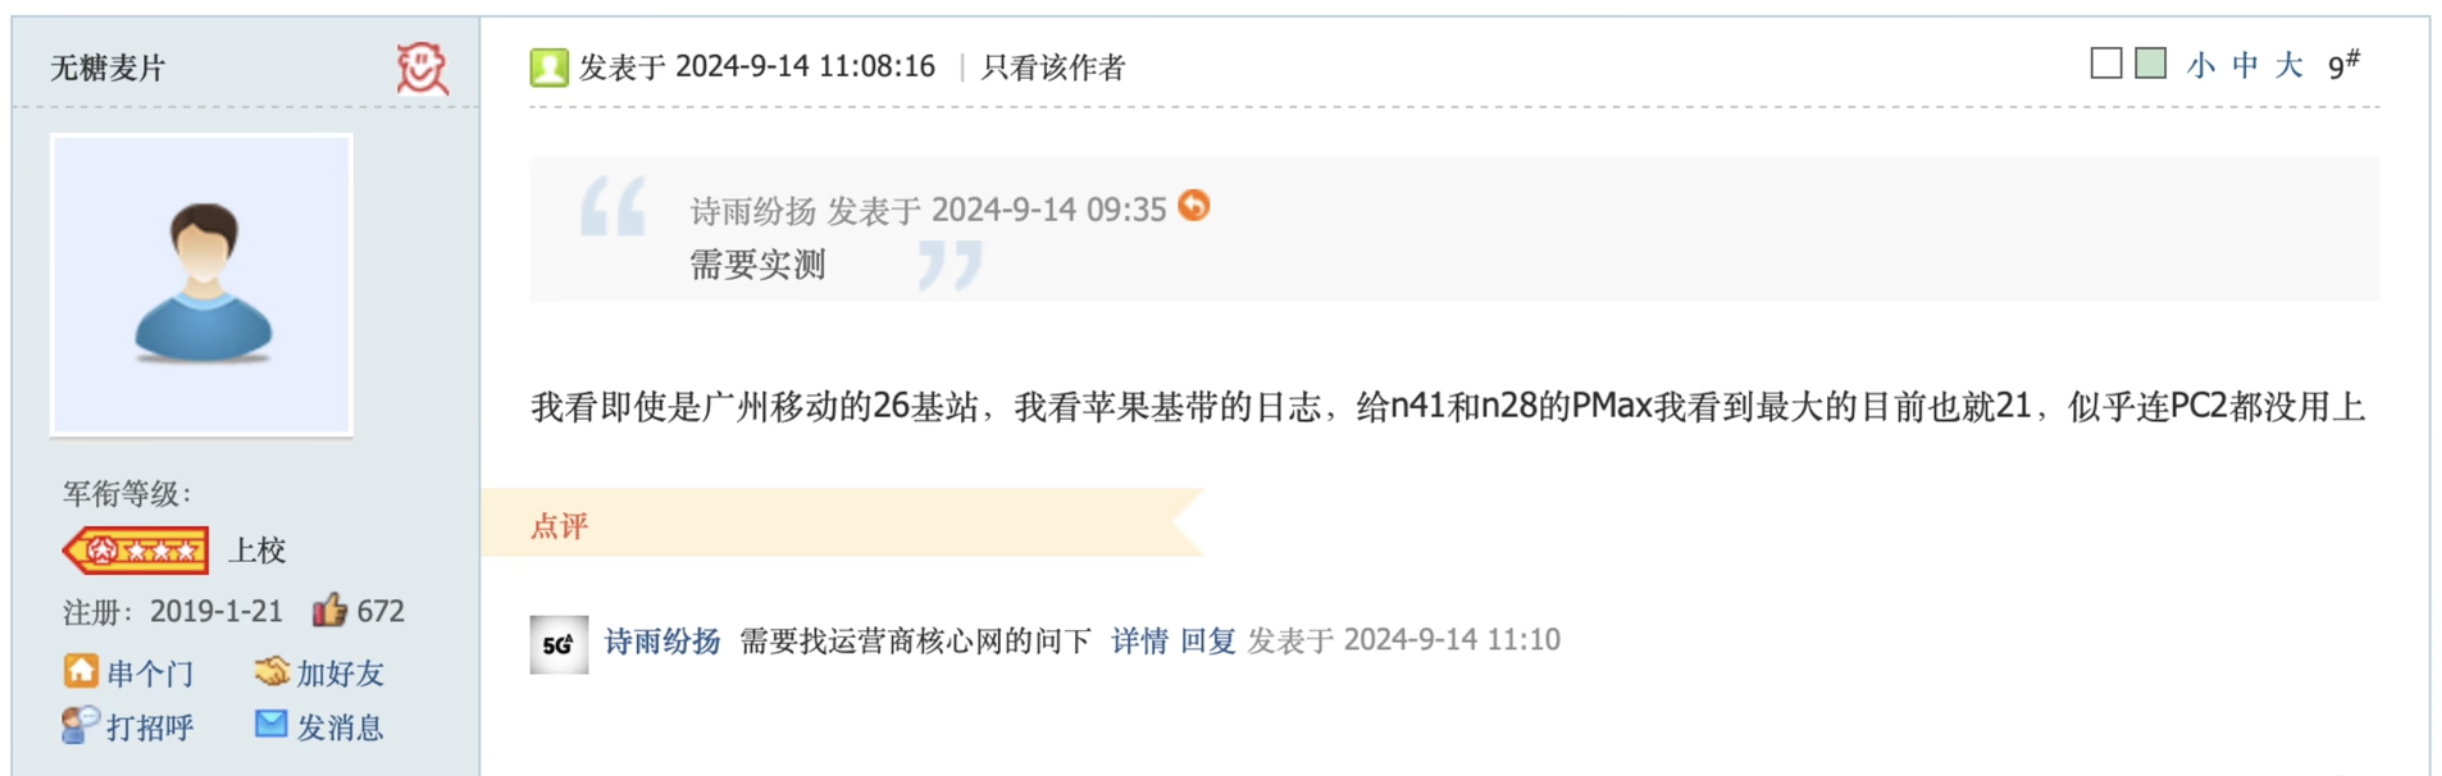 无糖麦片
发表于 2024-9-14 11:08:16 | 只看该作者
小 中 大 9#
诗雨纷扬 发表于 2024-9-14 09:35
需要实测
我看即使是广州移动的26基站，我看苹果基带的日志，给n41和n28的PMax我看到最大的目前也就21，似乎连PC2都没用上
军衔等级：
上校
注册：2019-1-21 672
串个门 加好友
打招呼 发消息
点评
5GA
诗雨纷扬 需要找运营商核心网的问下 详情 回复 发表于 2024-9-14 11:10